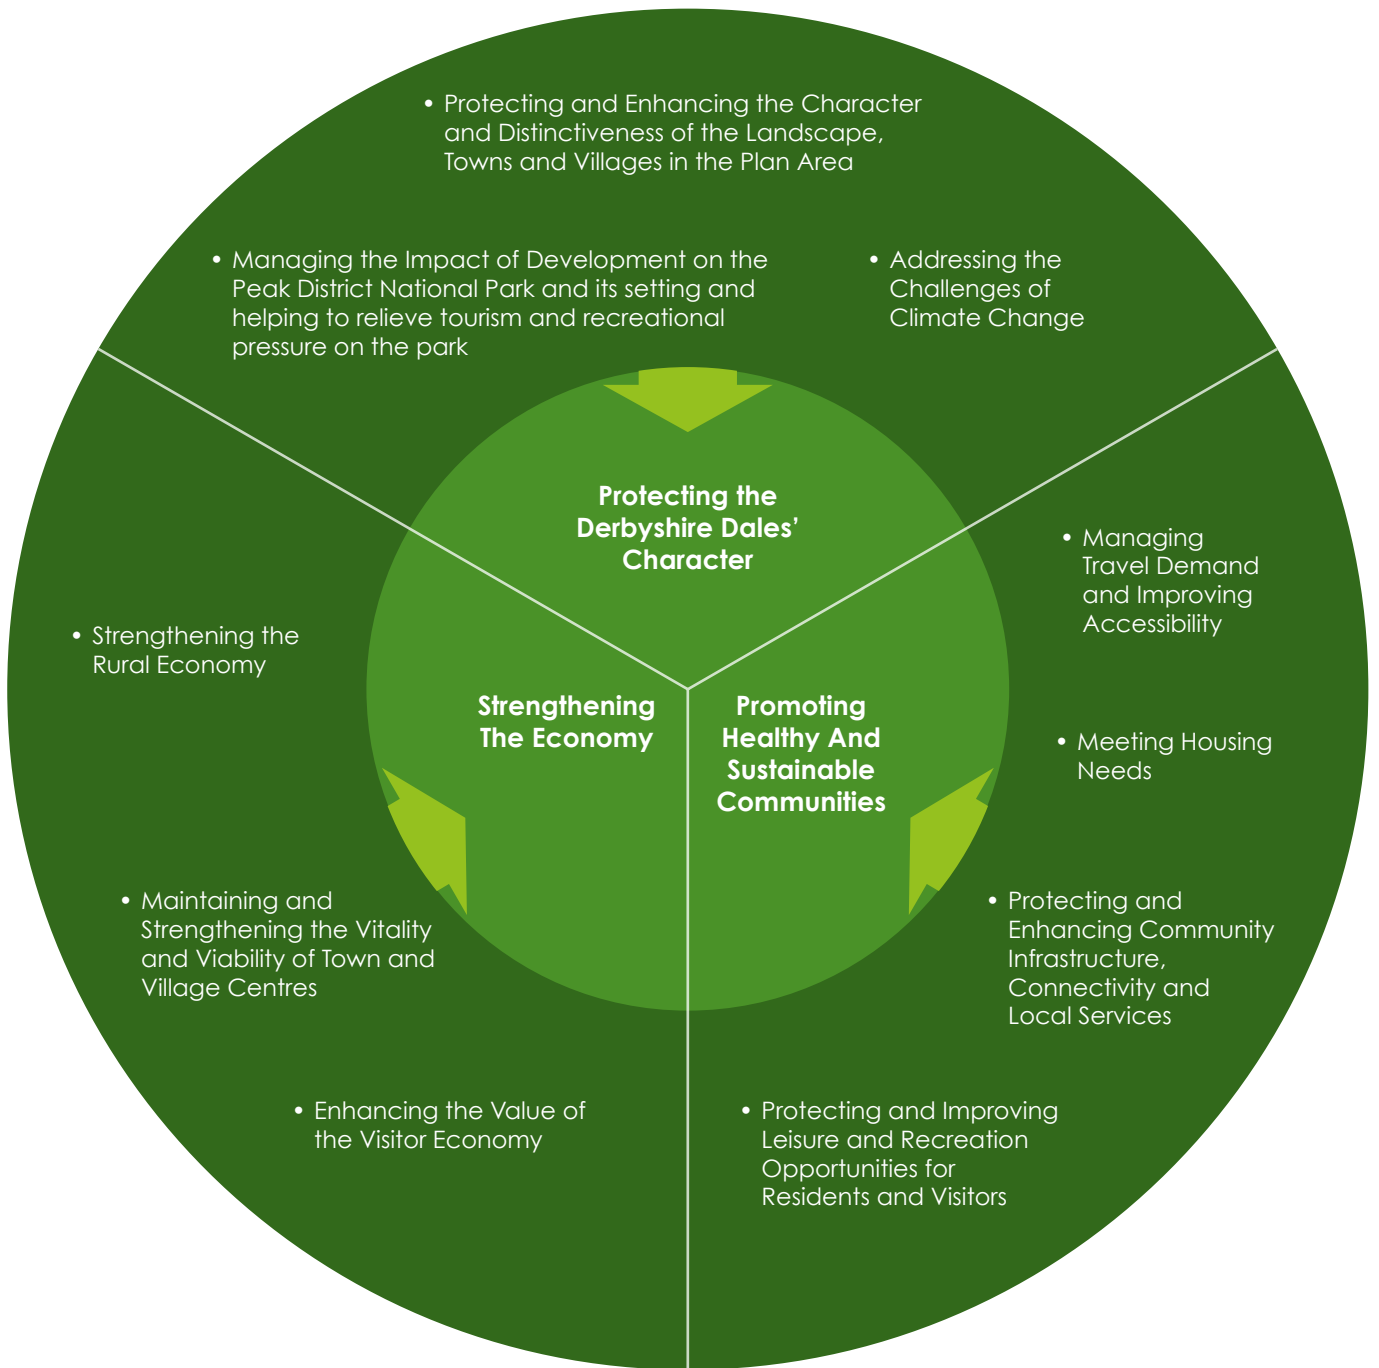 • Protecting and Enhancing the Character
and Distinctiveness of the Landscape,
Towns and Villages in the Plan Area
• Managing the Impact of Development on the
Peak District National Park and its setting and
helping to relieve tourism and recreational
pressure on the park
• Addressing the
Challenges of
Climate Change
Protecting the
Derbyshire Dales’
Character
• Managing
Travel Demand
and Improving
Accessibility
• Strengthening the
Rural Economy
Strengthening
The Economy
Promoting
Healthy And
Sustainable
Communities
• Meeting Housing
Needs
• Maintaining and
Strengthening the Vitality
and Viability of Town and
Village Centres
• Protecting and
Enhancing Community
Infrastructure,
Connectivity and
Local Services
• Enhancing the Value of
the Visitor Economy
• Protecting and Improving
Leisure and Recreation
Opportunities for
Residents and Visitors